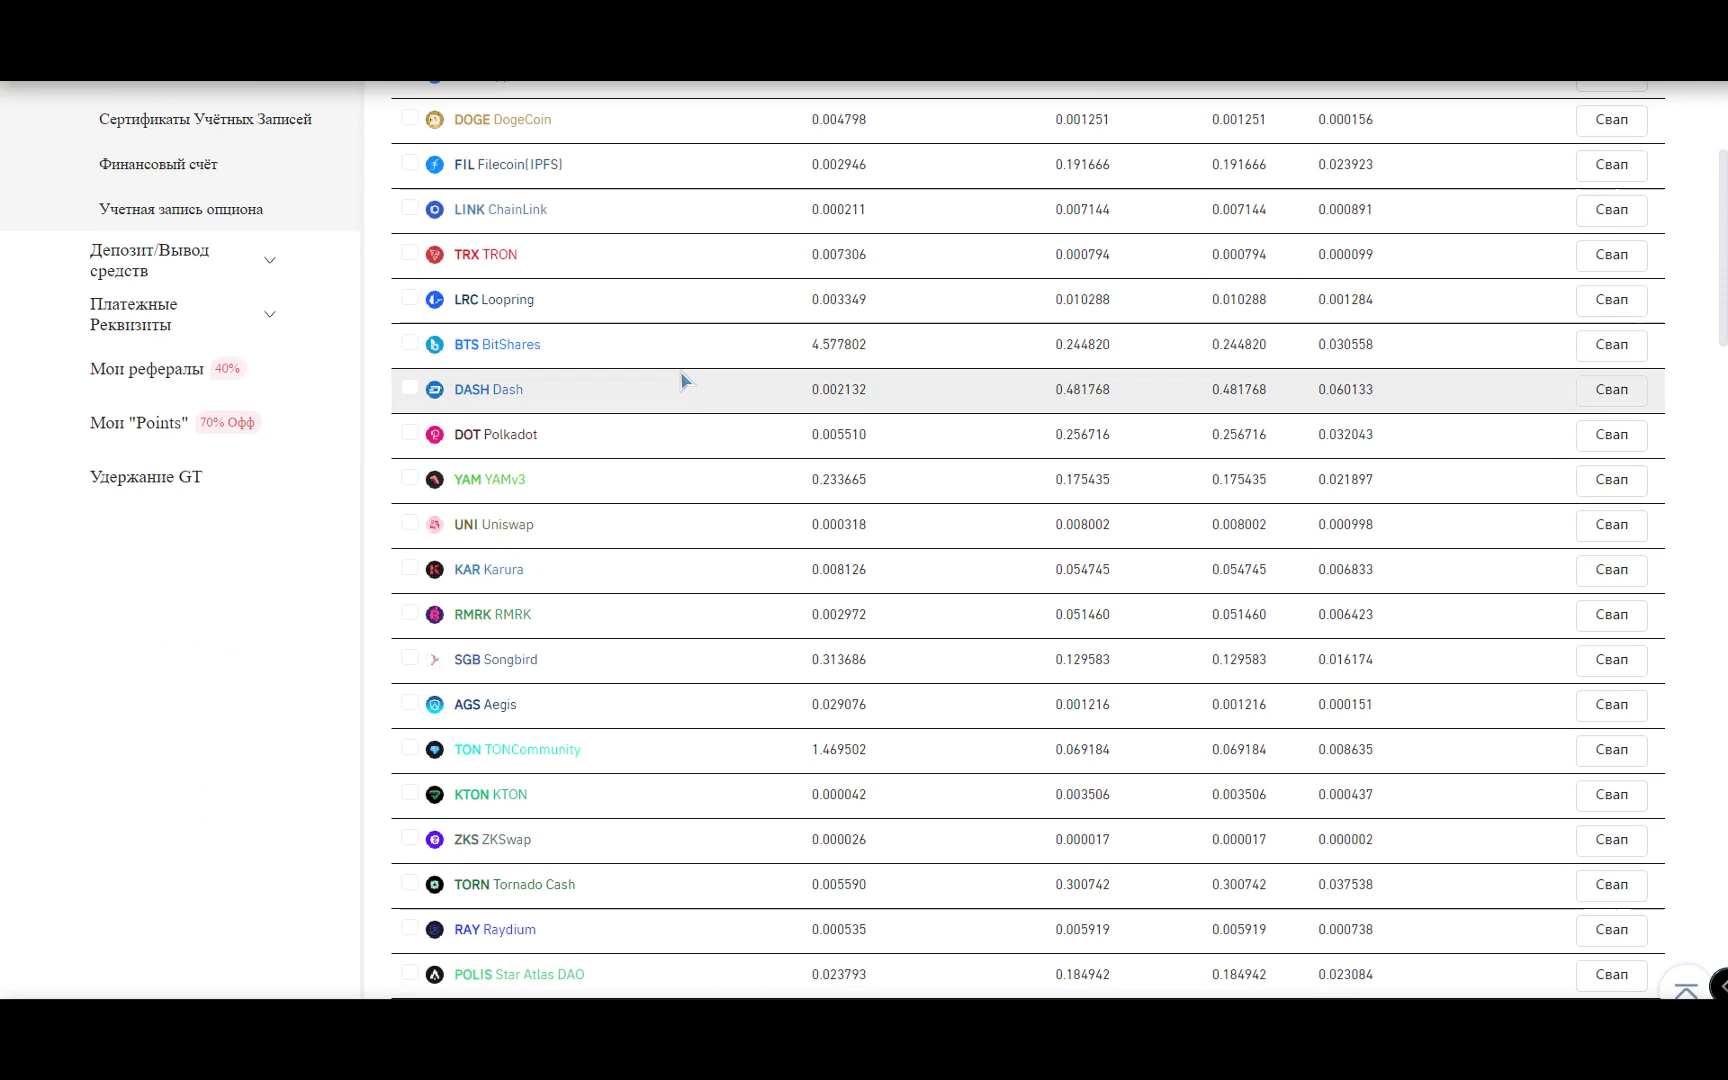 Сертификаты Учётных Записей
Финансовый счёт
Учетная запись опциона
Депозит/Вывод
средств
Платежные
Реквизиты
Мои рефералы 40%
Мои "Points" 70% Офф
Удержание GT
DOGE DogeCoin 0.004798 0.001251 0.001251 0.000156 Свап
FIL Filecoin(IPFS) 0.002946 0.191666 0.191666 0.023923 Свап
LINK ChainLink 0.000211 0.007144 0.007144 0.000891 Свап
TRX TRON 0.007306 0.000794 0.000794 0.000099 Свап
LRC Loopring 0.003349 0.010288 0.010288 0.001284 Свап
BTS BitShares 4.577802 0.244820 0.244820 0.030558 Свап
DASH Dash 0.002132 0.481768 0.481768 0.060133 Свап
DOT Polkadot 0.005510 0.256716 0.256716 0.032043 Свап
YAM YAMv3 0.233665 0.175435 0.175435 0.021897 Свап
UNI Uniswap 0.000318 0.008002 0.008002 0.000998 Свап
KAR Karura 0.008126 0.054745 0.054745 0.006833 Свап
RMRK RMRK 0.002972 0.051460 0.051460 0.006423 Свап
SGB Songbird 0.313686 0.129583 0.129583 0.016174 Свап
AGS Aegis 0.029076 0.001216 0.001216 0.000151 Свап
TON TONCommunity 1.469502 0.069184 0.069184 0.008635 Свап
KTON KTON 0.000042 0.003506 0.003506 0.000437 Свап
ZKS ZKSwap 0.000026 0.000017 0.000017 0.000002 Свап
TORN Tornado Cash 0.005590 0.300742 0.300742 0.037538 Свап
RAY Raydium 0.000535 0.005919 0.005919 0.000738 Свап
POLIS Star Atlas DAO 0.023793 0.184942 0.184942 0.023084 Свап